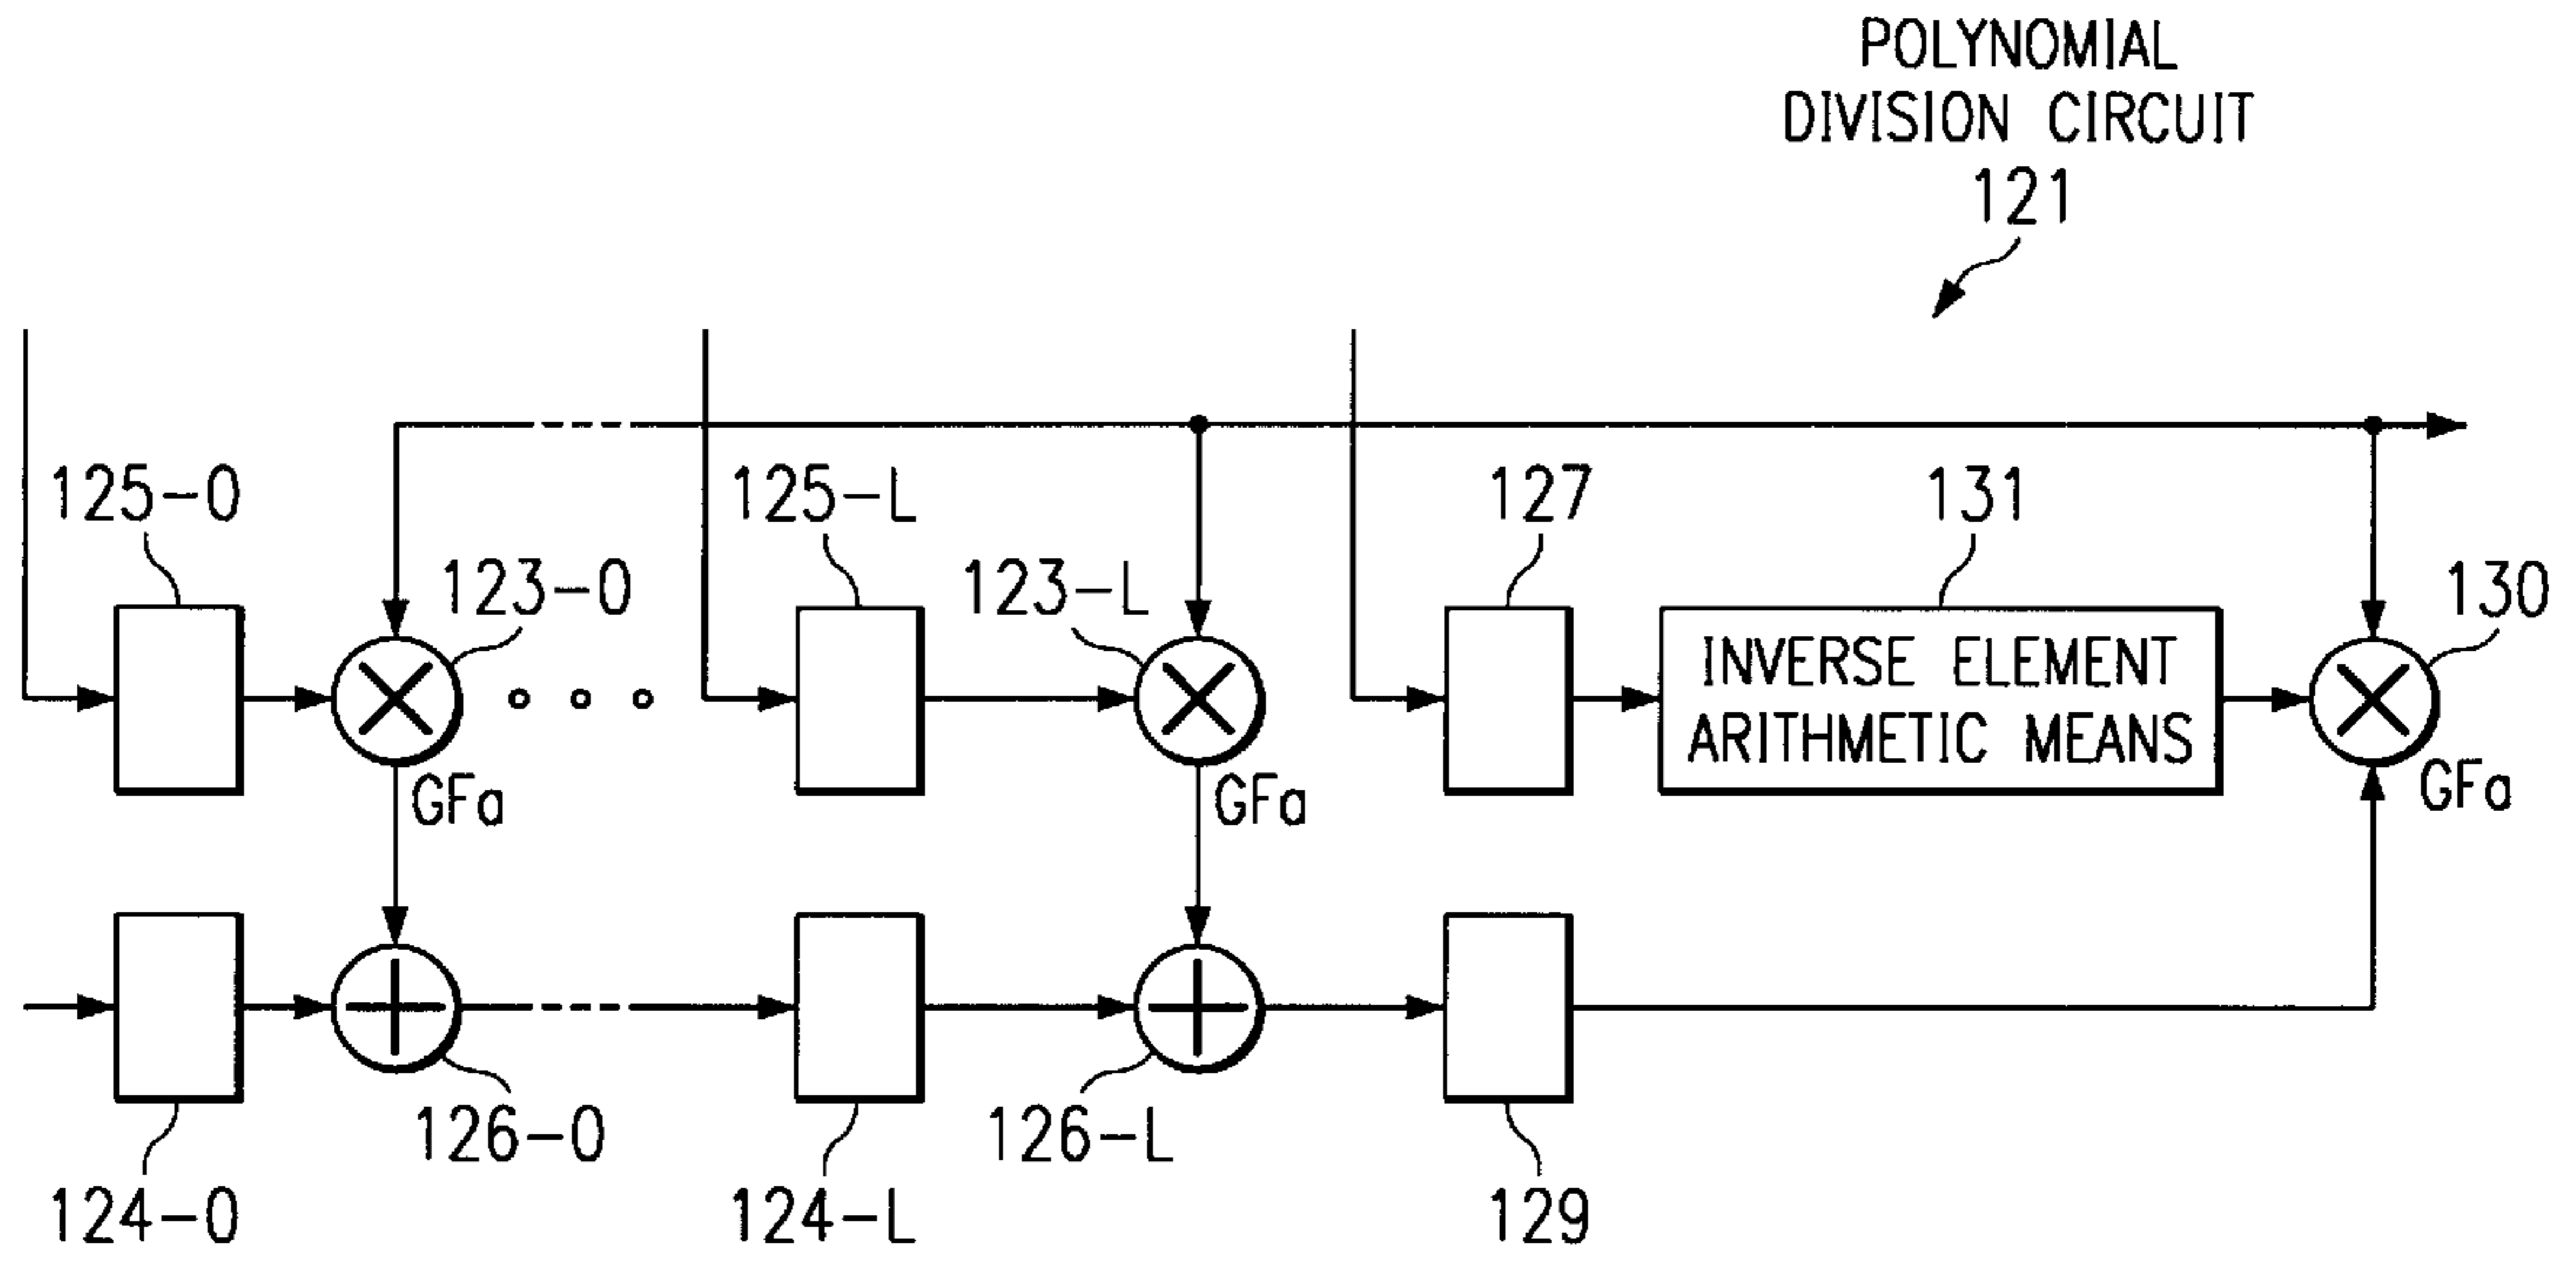 POLYNOMIAL
DIVISION CIRCUIT
121
125-0
125-L
127
131
123-0
123-L
130
INVERSE ELEMENT
ARITHMETIC MEANS
GFa
GFa
GFa
126-0
126-L
124-0
124-L
129